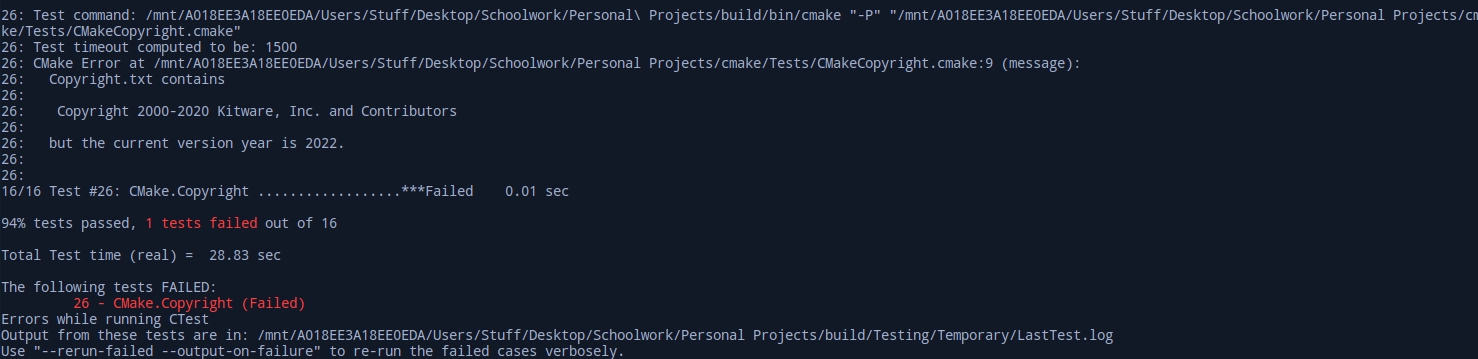 26: Test command: /mnt/A018EE3A18EE0EDA/Users/Stuff/Desktop/Schoolwork/Personal\ Projects/build/bin/cmake "-P" "/mnt/A018EE3A18EE0EDA/Users/Stuff/Desktop/Schoolwork/Personal Projects/cma
ke/Tests/CMakeCopyright.cmake"
26: Test timeout computed to be: 1500
26: CMake Error at /mnt/A018EE3A18EE0EDA/Users/Stuff/Desktop/Schoolwork/Personal Projects/cmake/Tests/CMakeCopyright.cmake:9 (message):
26:   Copyright.txt contains
26:
26:    Copyright 2000-2020 Kitware, Inc. and Contributors
26:
26:   but the current version year is 2022.
26:
26:
16/16 Test #26: CMake.Copyright ..................***Failed    0.01 sec
94% tests passed, 1 tests failed out of 16
Total Test time (real) =  28.83 sec
The following tests FAILED:
26 - CMake.Copyright (Failed)
Errors while running CTest
Output from these tests are in: /mnt/A018EE3A18EE0EDA/Users/Stuff/Desktop/Schoolwork/Personal Projects/build/Testing/Temporary/LastTest.log
Use "--rerun-failed --output-on-failure" to re-run the failed cases verbosely.